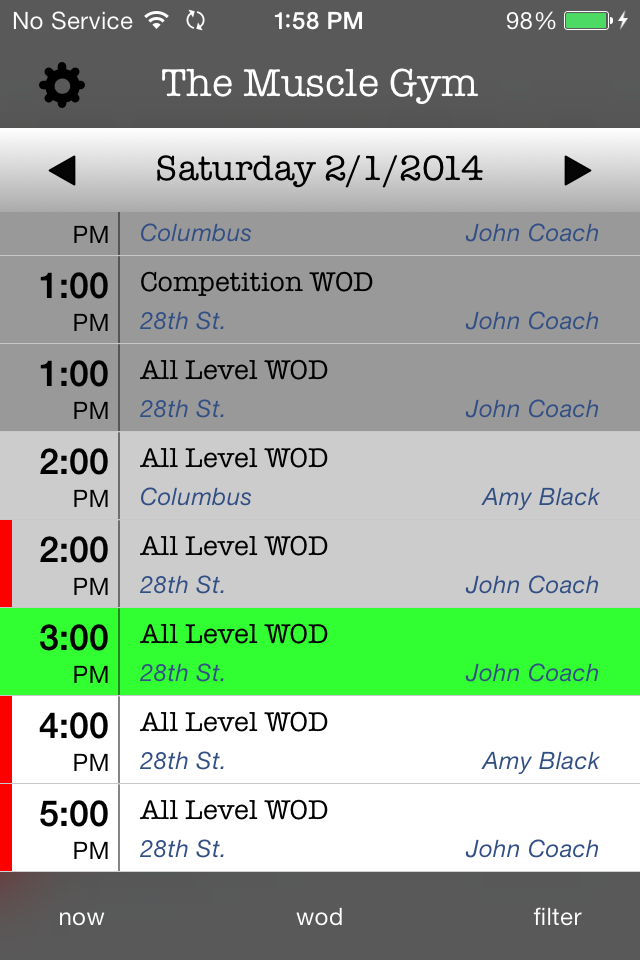 No Service 1:58 PM 98%
The Muscle Gym
Saturday 2/1/2014
PM Columbus John Coach
1:00 Competition WOD
PM 28th St. John Coach
1:00 All Level WOD
PM 28th St. John Coach
2:00 All Level WOD
PM Columbus Amy Black
2:00 All Level WOD
PM 28th St. John Coach
3:00 All Level WOD
PM 28th St. John Coach
4:00 All Level WOD
PM 28th St. Amy Black
5:00 All Level WOD
PM 28th St. John Coach
now wod filter